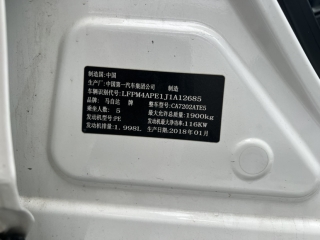 制造国:中国
生产厂:中国第一汽车集团公司 制造
车辆识别代号:LFPM4APE1J1A12685
品牌 马自达 牌 整车型号:CA7202ATE5
乘坐人数: 5 最大允许总质量:1900kg
发动机型号:PE 发动机最大净功率:116KW
发动机排量:1.998L 生产日期:2018年01月